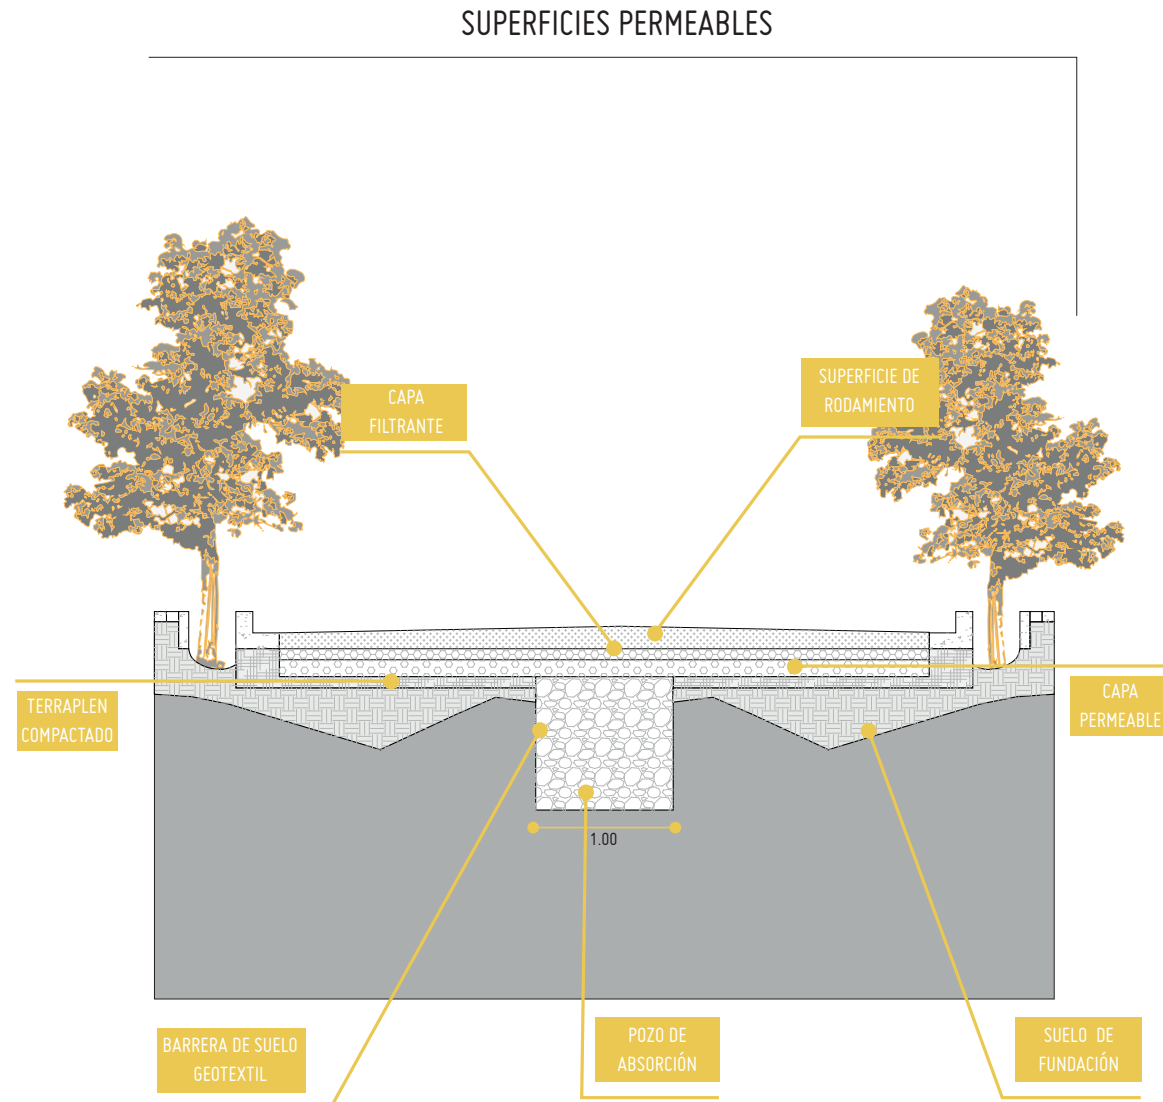 SUPERFICIES PERMEABLES
CAPA
FILTRANTE
SUPERFICIE DE
RODAMIENTO
TERRAPLEN
COMPACTADO
CAPA
PERMEABLE
1.00
BARRERA DE SUELO
GEOTEXTIL
POZO DE
ABSORCIÓN
SUELO DE
FUNDACIÓN